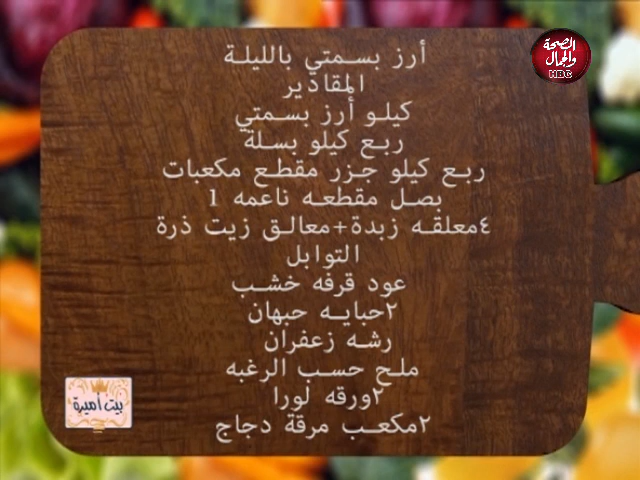 الصحة
والجمال
HBC
أرز بسمتي بالليلة
المقادير
كيلو أرز بسمتي
ربع كيلو بسلة
ربع كيلو جزر مقطع مكعبات
بصل مقطعه ناعمه 1
٤معلقه زبدة+معالق زيت ذرة
التوابل
عود قرفه خشب
٢حبايه حبهان
رشه زعفران
ملح حسب الرغبه
٢ورقه لورا
٢مكعب مرقة دجاج
بيت أميرة